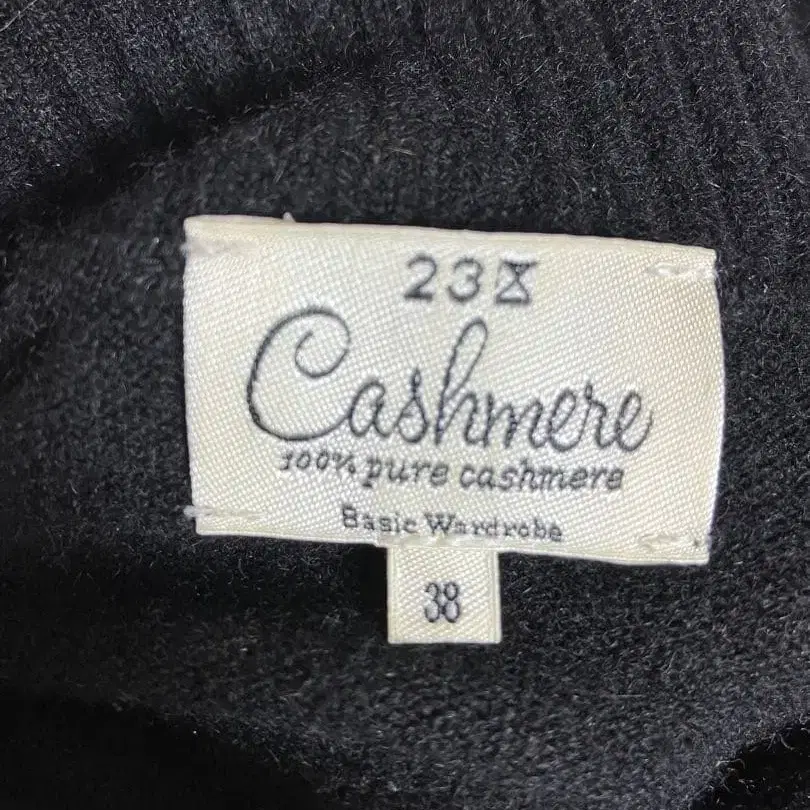 23区
Cashmere
100% pure cashmere
Basic Wardrobe
38